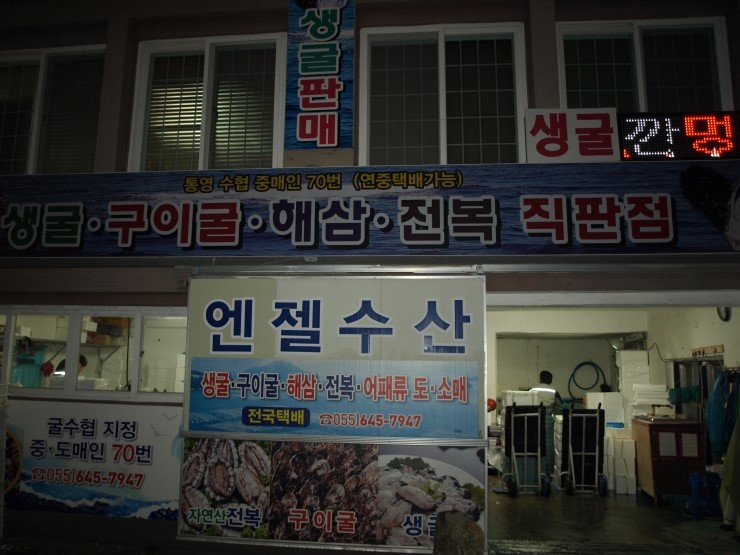 생굴판매
생굴
깐 멍
통영 수협 중매인 70번 (연중택배가능)
생굴·구이굴·해삼·전복 직판점
엔젤수산
생굴·구이굴·해삼·전복·어패류 도·소매
전국택배 ☎055)645-7947
굴수협 지정
중·도매인 70번
☎055)645-7947
자연산전복
구이굴
생굴